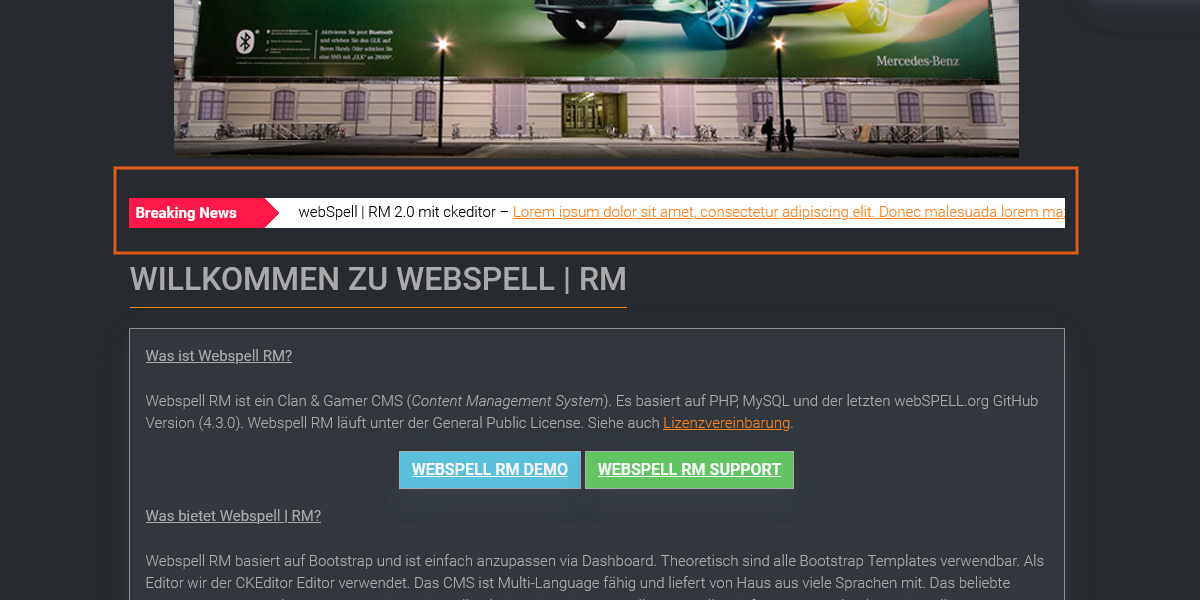 Aktivieren Sie jetzt Bluetooth
und erleben Sie den GLK auf
Ihrem Handy. Oder schicken Sie
eine SMS mit „GLK" an 28000*.
Mercedes-Benz
Breaking News
webSpell | RM 2.0 mit ckeditor – Lorem ipsum dolor sit amet, consectetur adipiscing elit. Donec malesuada lorem ma
WILLKOMMEN ZU WEBSPELL | RM
Was ist Webspell RM?
Webspell RM ist ein Clan & Gamer CMS (Content Management System). Es basiert auf PHP, MySQL und der letzten webSPELL.org GitHub
Version (4.3.0). Webspell RM läuft unter der General Public License. Siehe auch Lizenzvereinbarung.
WEBSPELL RM DEMO WEBSPELL RM SUPPORT
Was bietet Webspell | RM?
Webspell RM basiert auf Bootstrap und ist einfach anzupassen via Dashboard. Theoretisch sind alle Bootstrap Templates verwendbar. Als
Editor wir der CKEditor Editor verwendet. Das CMS ist Multi-Language fähig und liefert von Haus aus viele Sprachen mit. Das beliebte